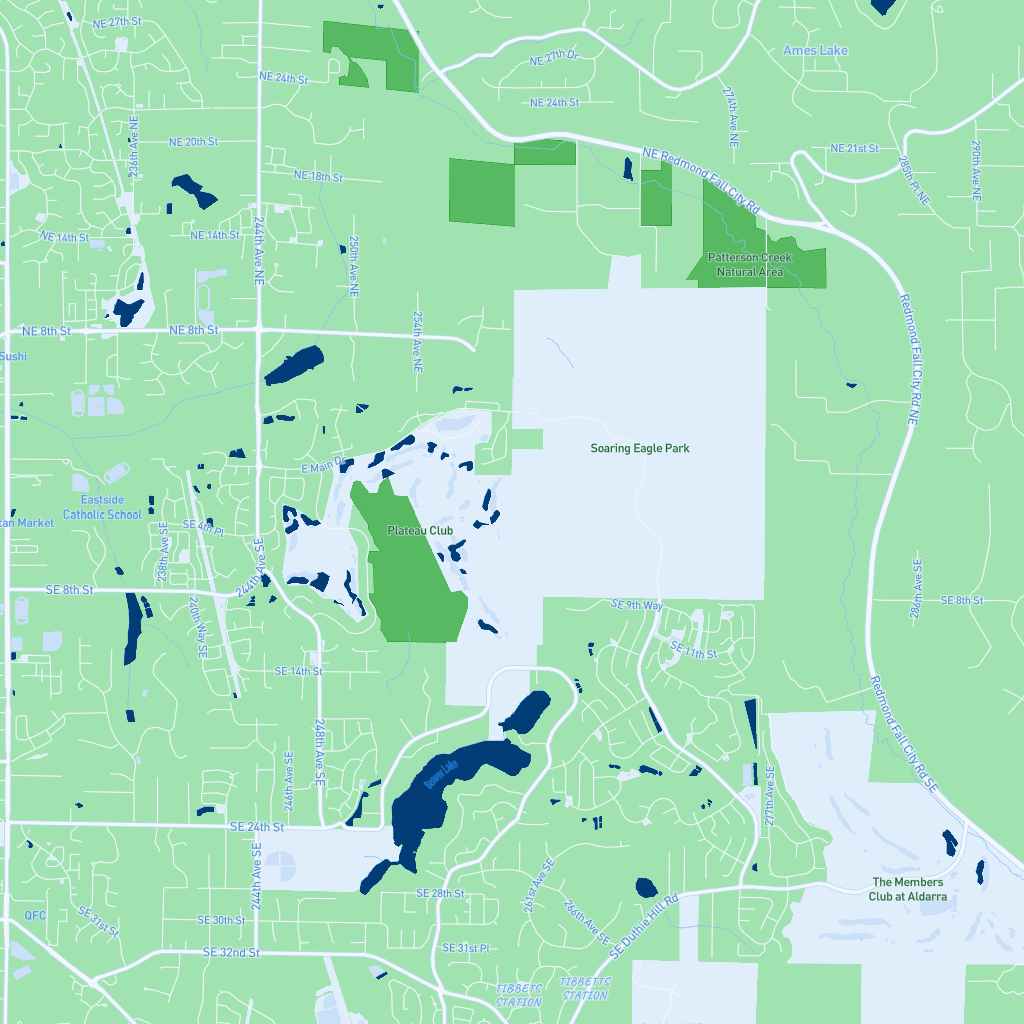 NE 27th St
Ames Lake
NE 27th Dr
NE 24th St
NE 24th St
274th Ave NE
236th Ave NE
NE 20th St
NE 21st St
285th Pl NE
290th Ave NE
NE Redmond Fall City Rd
NE 18th St
NE 14th St
NE 14th St
244th Ave NE
250th Ave NE
Patterson Creek
Natural Area
NE 8th St
NE 8th St
254th Ave NE
Redmond Fall City Rd NE
Sushi
Soaring Eagle Park
E Main Dr
Eastside
Catholic School
Market
SE 4th Pl
Plateau Club
238th Ave SE
244th Ave SE
SE 8th St
240th Way SE
286th Ave SE
SE 8th St
SE 9th Way
SE 11th St
SE 14th St
Redmond Fall City Rd SE
248th Ave SE
246th Ave SE
Beaver Lake
277th Ave SE
SE 24th St
244th Ave SE
261st Ave SE
SE 28th St
The Members
Club at Aldarra
QFC
SE 31st St
SE 30th St
266th Ave SE
SE Duthie Hill Rd
SE 32nd St
SE 31st Pl
TIBBETS
STATION
TIBBETTS
STATION